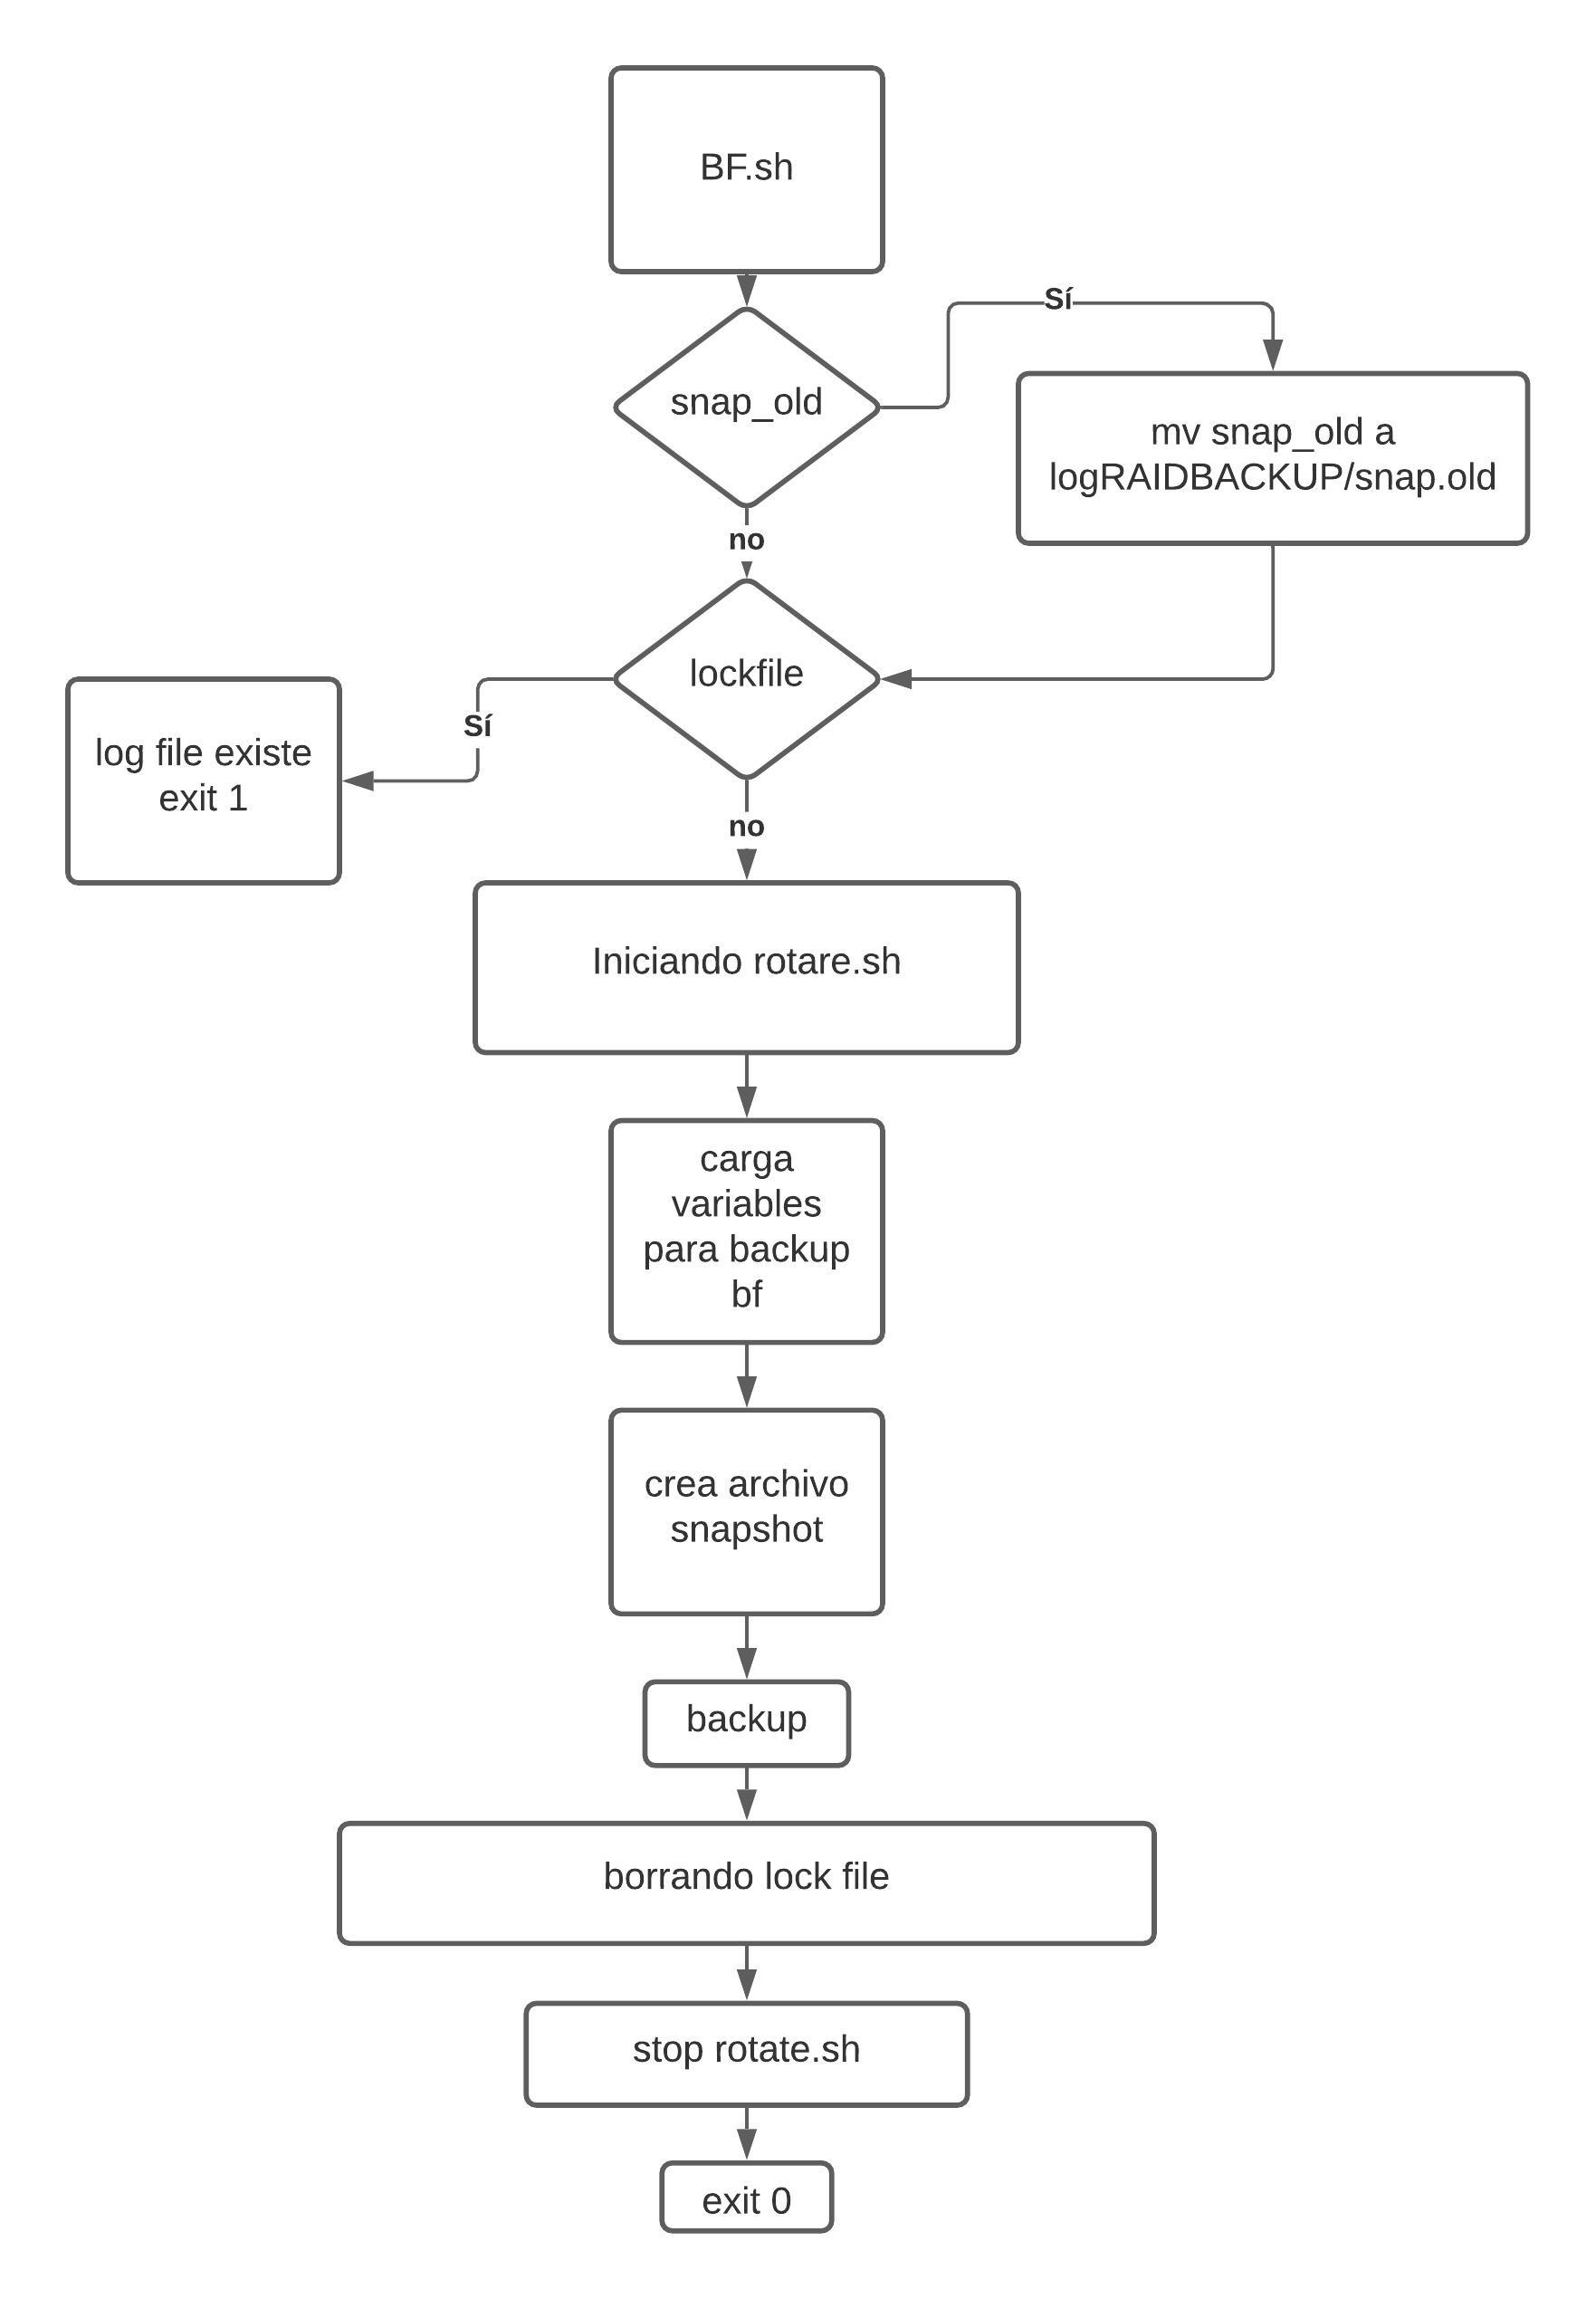 BF.sh
snap_old
Sí
mv snap_old a
logRAIDBACKUP/snap.old
no
lockfile
Sí
log file existe
exit 1
no
Iniciando rotare.sh
carga
variables
para backup
bf
crea archivo
snapshot
backup
borrando lock file
stop rotate.sh
exit 0